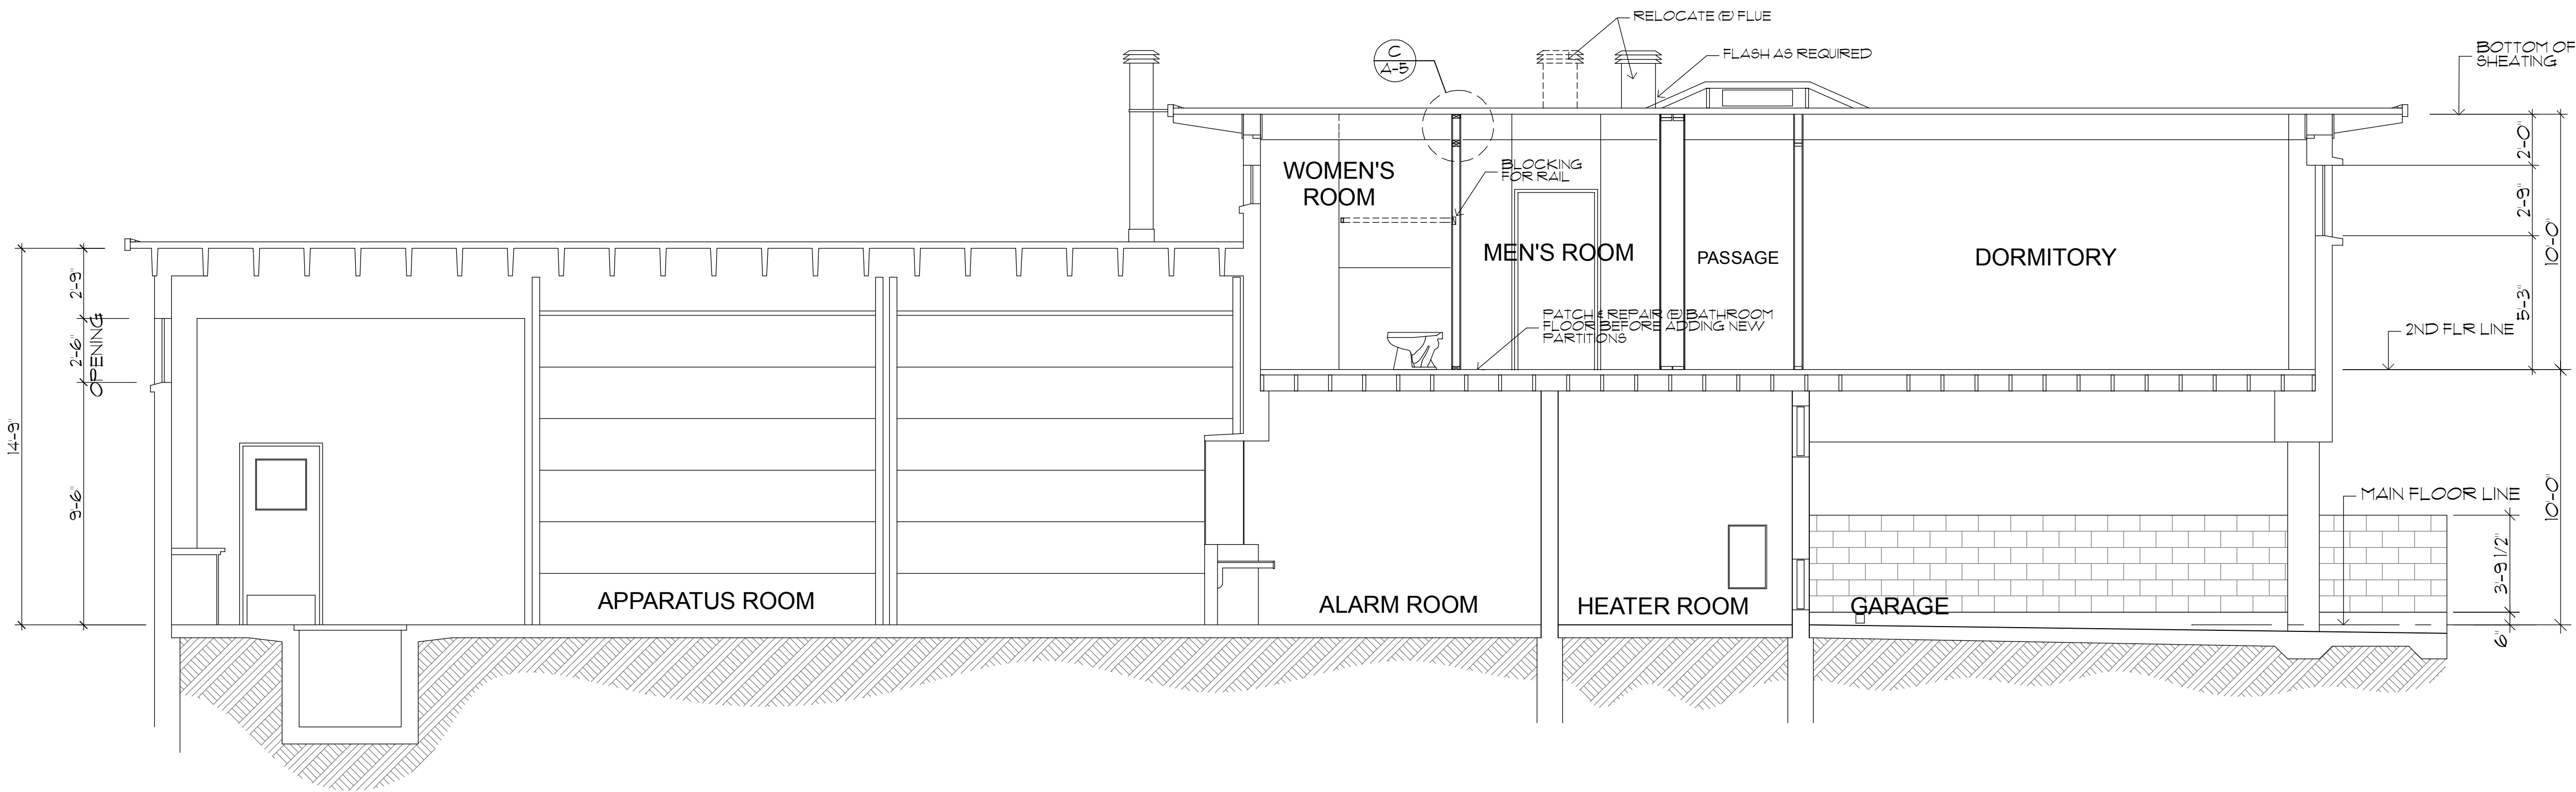 RELOCATE (E) FLUE
C
A-5
FLASH AS REQUIRED
BOTTOM OF
SHEATING
WOMEN'S
ROOM
BLOCKING
FOR RAIL
MEN'S ROOM
PASSAGE
DORMITORY
2'-0"
2'-9"
10'-0"
5'-3"
2'-9"
2'-6"
OPENING
14'-9"
9'-6"
PATCH & REPAIR (E) BATHROOM
FLOOR BEFORE ADDING NEW
PARTITIONS
2ND FLR LINE
MAIN FLOOR LINE
10'-0"
3'-9 1/2"
6"
APPARATUS ROOM
ALARM ROOM
HEATER ROOM
GARAGE